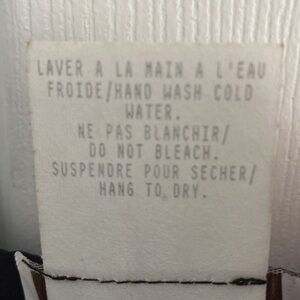 LAVER A LA MAIN A L'EAU
FROIDE/HAND WASH COLD
WATER.
NE PAS BLANCHIR/
DO NOT BLEACH.
SUSPENDRE POUR SECHER/
HANG TO DRY.